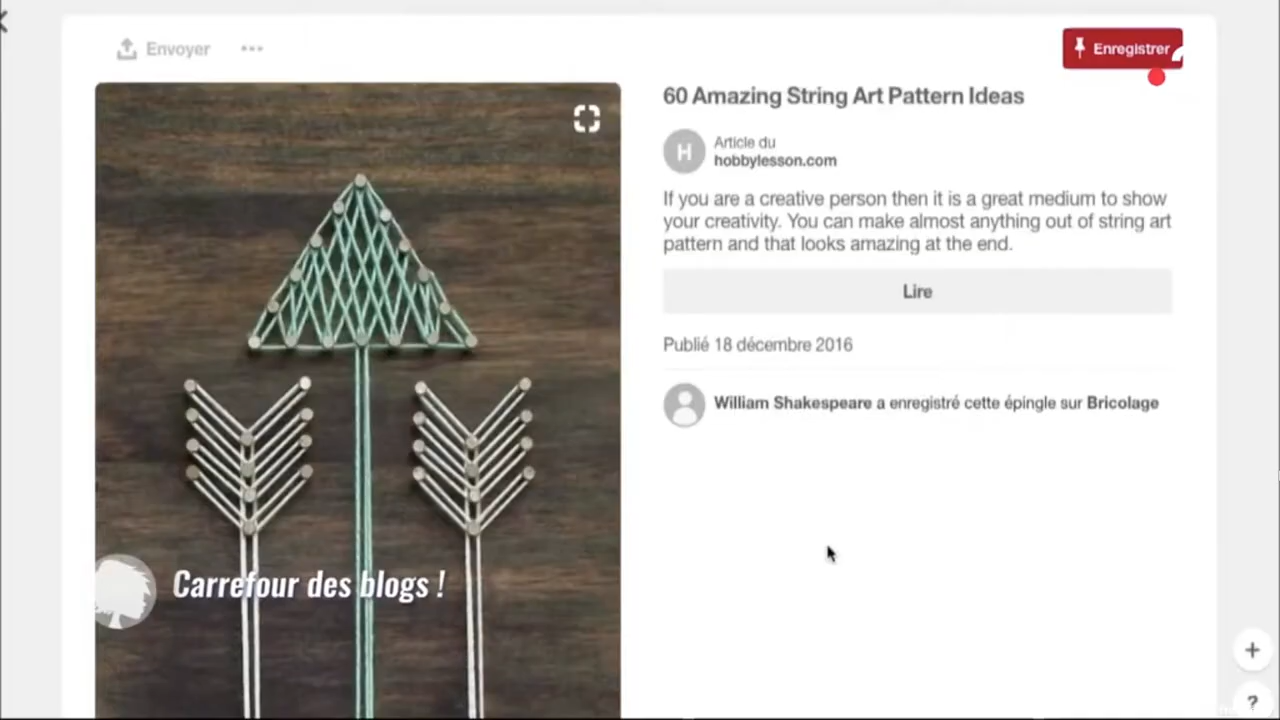 Envoyer
Enregistrer
60 Amazing String Art Pattern Ideas
H
Article du
hobbylesson.com
If you are a creative person then it is a great medium to show
your creativity. You can make almost anything out of string art
pattern and that looks amazing at the end.
Lire
Publié 18 décembre 2016
William Shakespeare a enregistré cette épingle sur Bricolage
Carrefour des blogs !
+
?